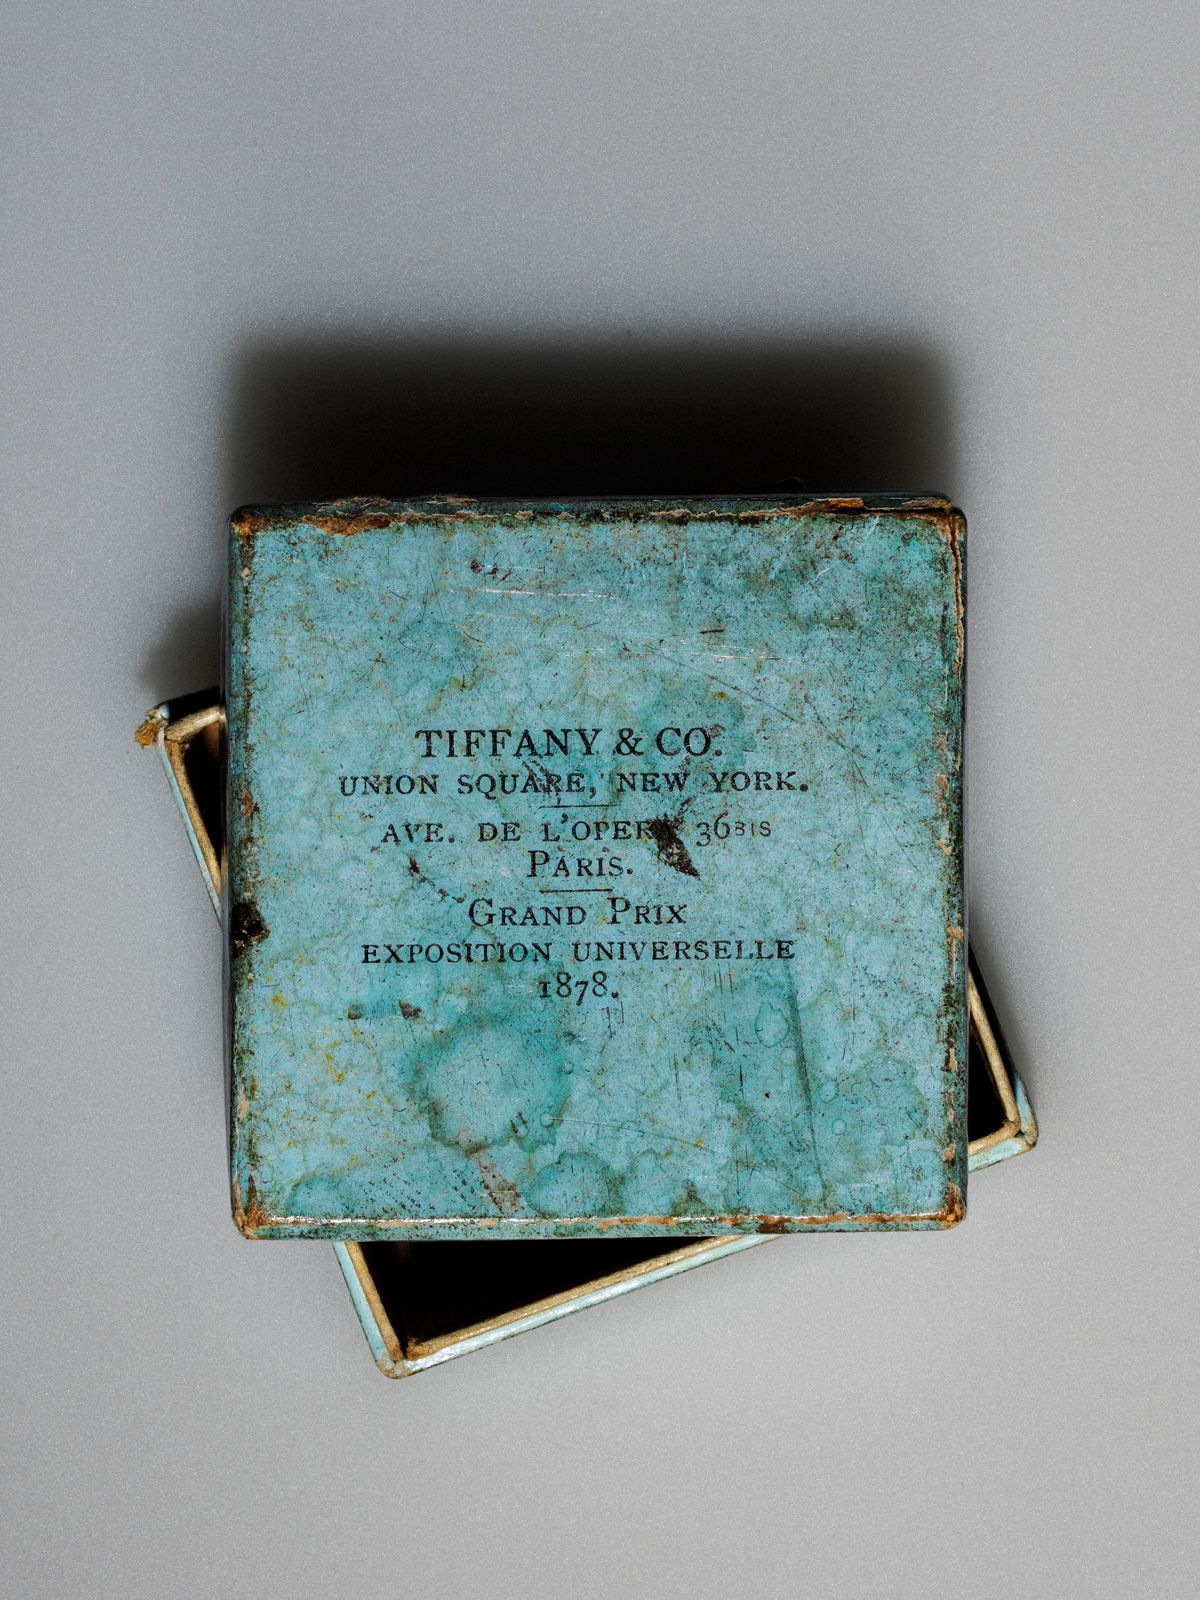 TIFFANY & CO.
UNION SQUARE, NEW YORK.
AVE. DE L'OPERA 36BIS
PARIS.
GRAND PRIX
EXPOSITION UNIVERSELLE
1878.